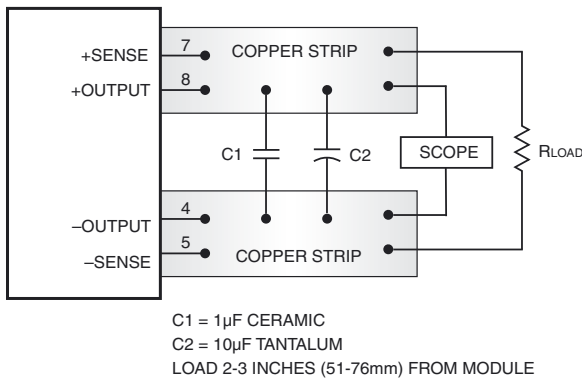 +SENSE 7 COPPER STRIP
+OUTPUT 8
C1 C2 SCOPE RLOAD
–OUTPUT 4
–SENSE 5 COPPER STRIP
C1 = 1µF CERAMIC
C2 = 10µF TANTALUM
LOAD 2-3 INCHES (51-76mm) FROM MODULE